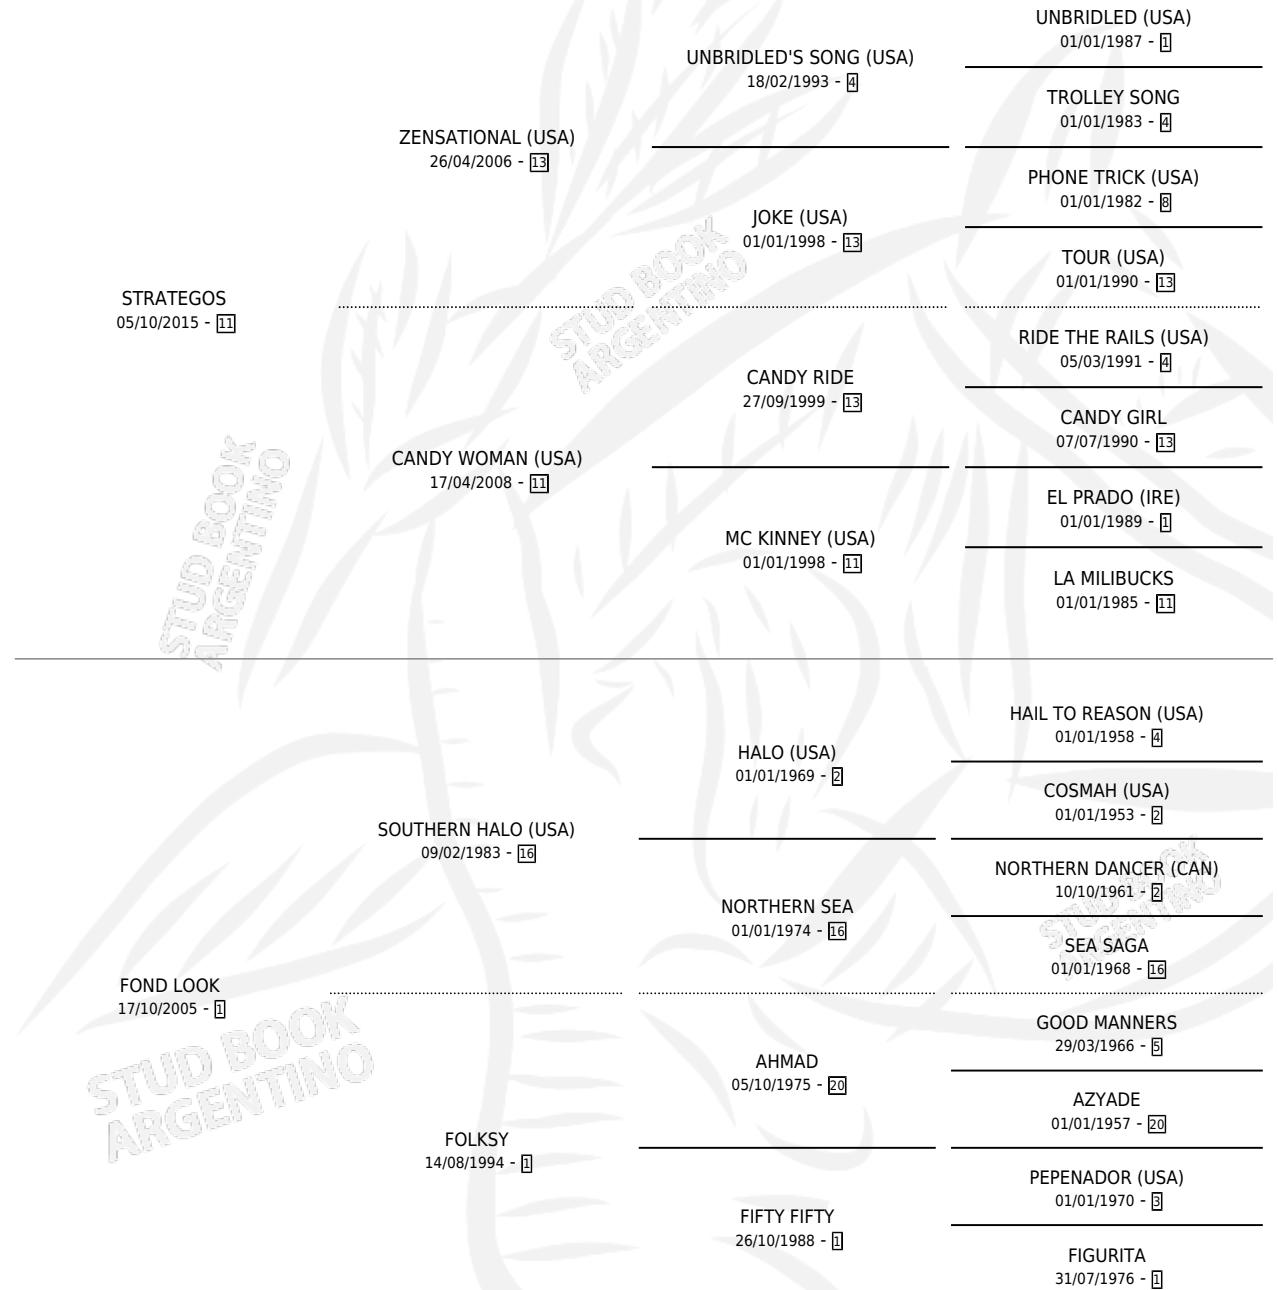 UNBRIDLED (USA)
01/01/1987 - 1
UNBRIDLED'S SONG (USA)
18/02/1993 - 4
TROLLEY SONG
01/01/1983 - 4
ZENSATIONAL (USA)
26/04/2006 - 13
PHONE TRICK (USA)
01/01/1982 - 8
JOKE (USA)
01/01/1998 - 13
TOUR (USA)
01/01/1990 - 13
STRATEGOS
05/10/2015 - 11
RIDE THE RAILS (USA)
05/03/1991 - 4
CANDY RIDE
27/09/1999 - 13
CANDY GIRL
07/07/1990 - 13
CANDY WOMAN (USA)
17/04/2008 - 11
EL PRADO (IRE)
01/01/1989 - 1
MC KINNEY (USA)
01/01/1998 - 11
LA MILIBUCKS
01/01/1985 - 11
HAIL TO REASON (USA)
01/01/1958 - 4
HALO (USA)
01/01/1969 - 2
COSMAH (USA)
01/01/1953 - 2
SOUTHERN HALO (USA)
09/02/1983 - 16
NORTHERN DANCER (CAN)
10/10/1961 - 2
NORTHERN SEA
01/01/1974 - 16
SEA SAGA
01/01/1968 - 16
FOND LOOK
17/10/2005 - 1
GOOD MANNERS
29/03/1966 - 5
AHMAD
05/10/1975 - 20
AZYADE
01/01/1957 - 20
FOLKSY
14/08/1994 - 1
PEPENADOR (USA)
01/01/1970 - 3
FIFTY FIFTY
26/10/1988 - 1
FIGURITA
31/07/1976 - 1
STUD BOOK
ARGENTINO
STUD BOOK
ARGENTINO
STUD BOOK
ARGENTINO
STUD BOOK
ARGENTINO